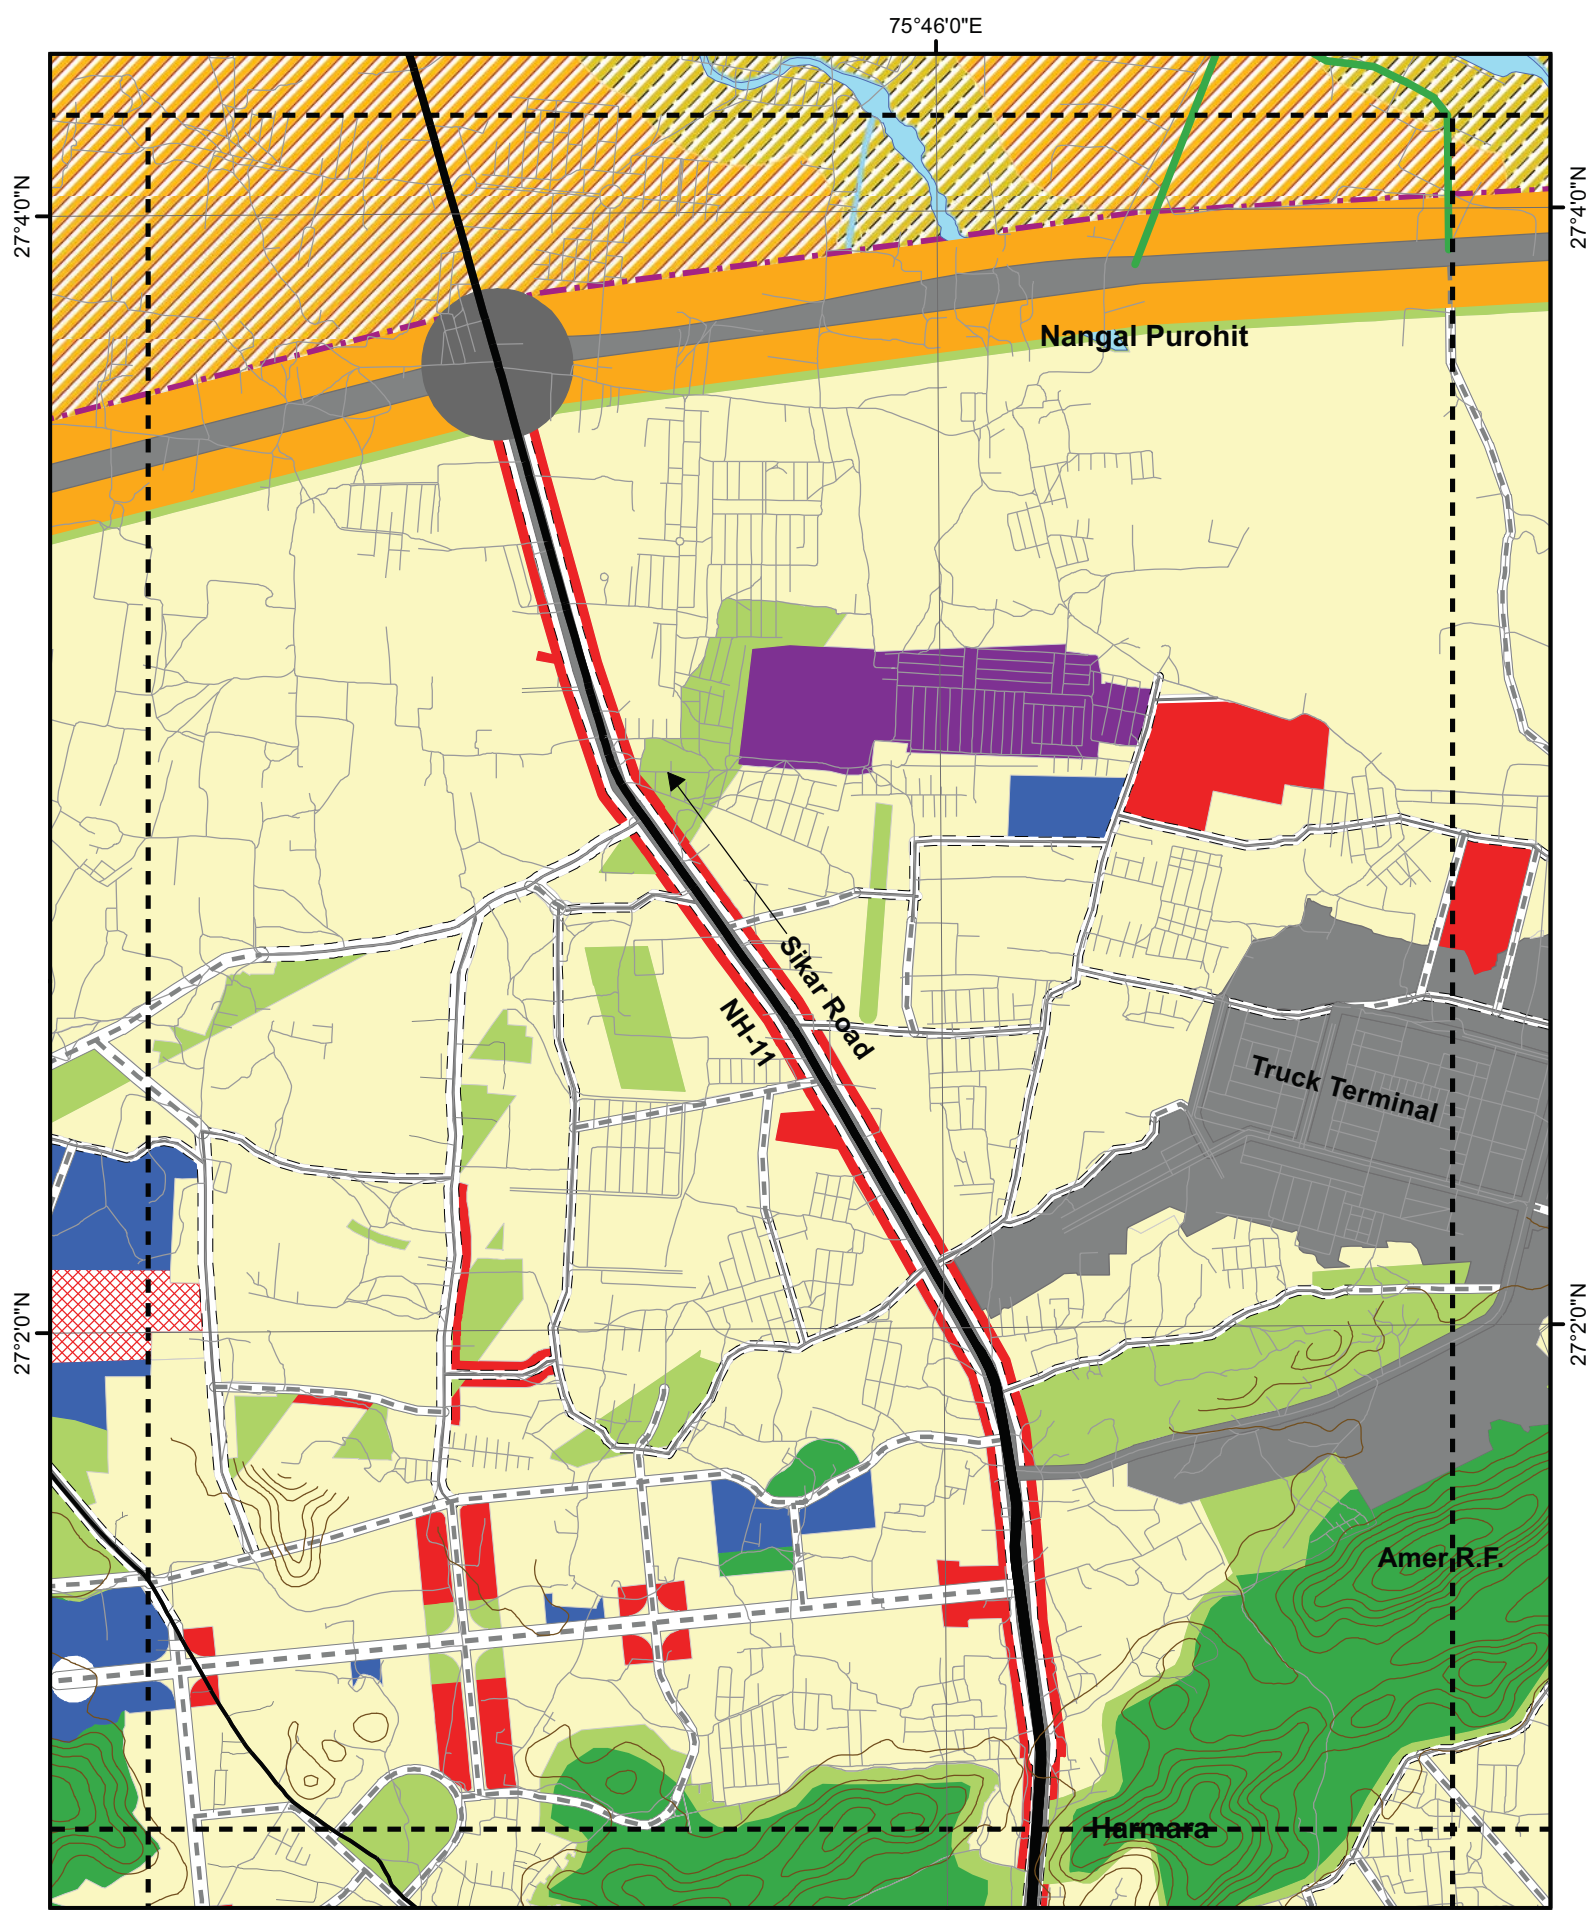 75°46'0"E
27°4'0"N
27°4'0"N
Nangal Purohit
Sikar Road
NH-11
Truck Terminal
27°2'0"N
27°2'0"N
Amer R.F.
Harmara